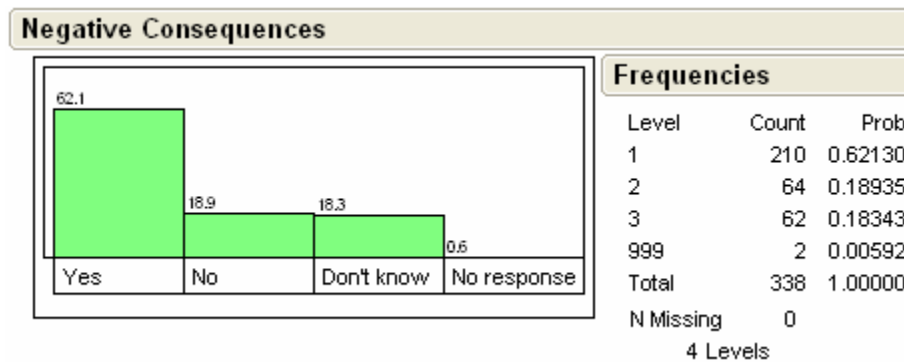 Negative Consequences
62.1
18.9
18.3
0.6
Yes No Don't know No response
Frequencies
Level Count Prob
1 210 0.62130
2 64 0.18935
3 62 0.18343
999 2 0.00592
Total 338 1.00000
N Missing 0
4 Levels